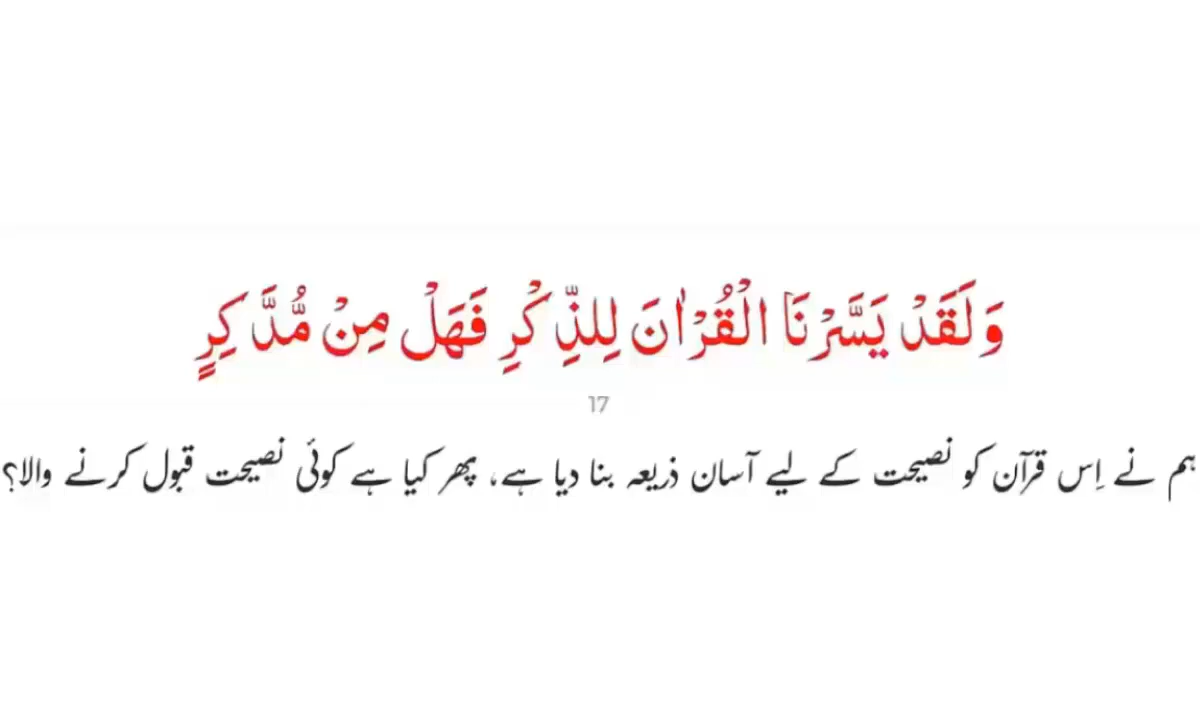 وَلَقَدْ يَسَّرْنَا الْقُرْاٰنَ لِلذِّكْرِ فَهَلْ مِنْ مُّدَّكِرٍ
17
ہم نے اِس قرآن کو نصیحت کے لیے آسان ذریعہ بنا دیا ہے، پھر کیا ہے کوئی نصیحت قبول کرنے والا؟